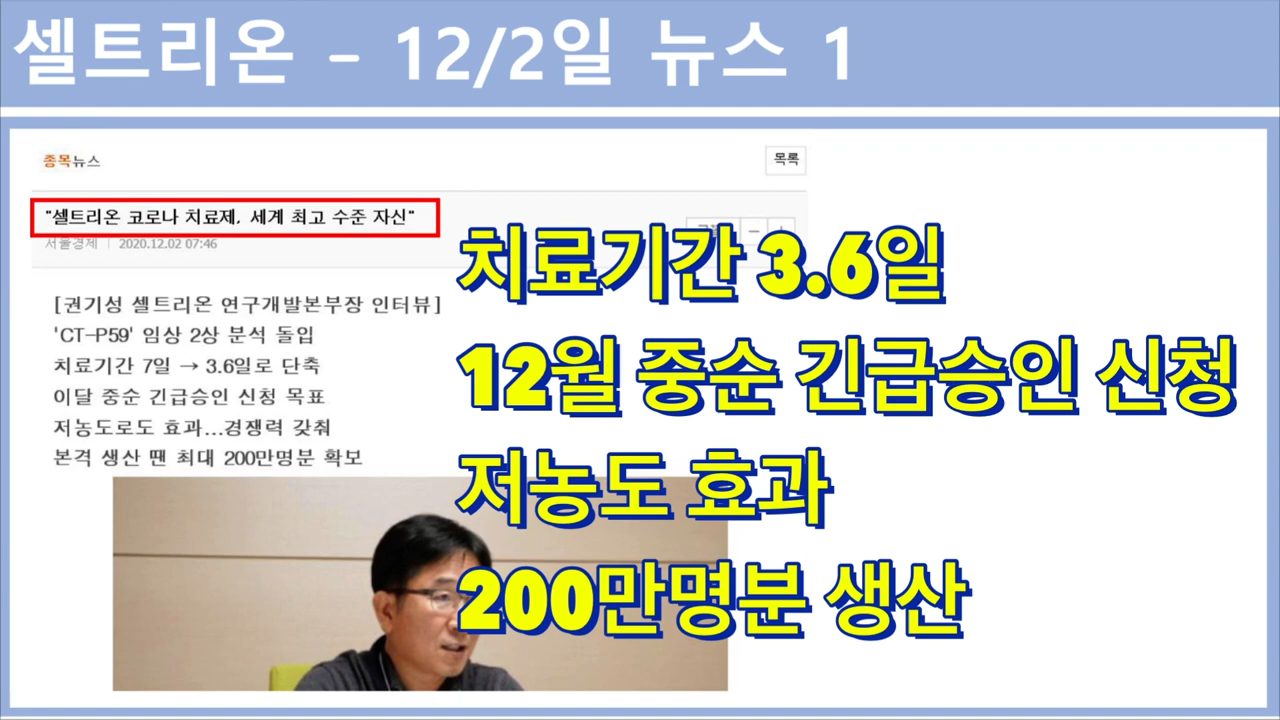 셀트리온 - 12/2일 뉴스 1
종목뉴스
목록
"셀트리온 코로나 치료제, 세계 최고 수준 자신"
서울경제 | 2020.12.02 07:46
[권기성 셀트리온 연구개발본부장 인터뷰]
'CT-P59' 임상 2상 분석 돌입
치료기간 7일 → 3.6일로 단축
이달 중순 긴급승인 신청 목표
저농도로도 효과...경쟁력 갖춰
본격 생산 땐 최대 200만명분 확보
치료기간 3.6일
12월 중순 긴급승인 신청
저농도 효과
200만명분 생산